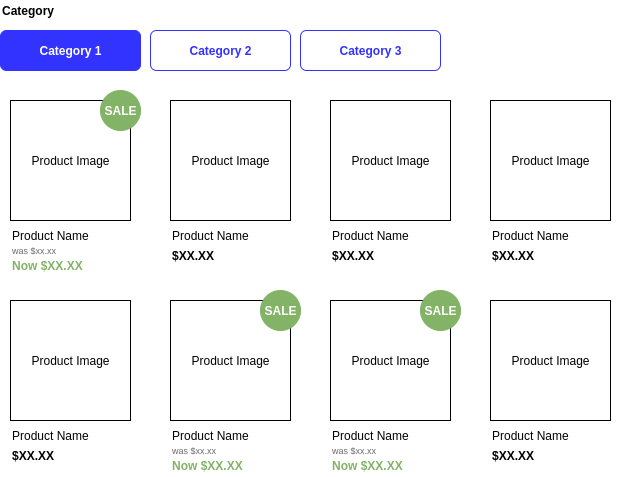 Category
Category 1 Category 2 Category 3
SALE
Product Image Product Image Product Image Product Image
Product Name Product Name Product Name Product Name
was $xx.xx
$XX.XX $XX.XX $XX.XX
Now $XX.XX
SALE SALE
Product Image Product Image Product Image Product Image
Product Name Product Name Product Name Product Name
was $xx.xx was $xx.xx
$XX.XX $XX.XX
Now $XX.XX Now $XX.XX